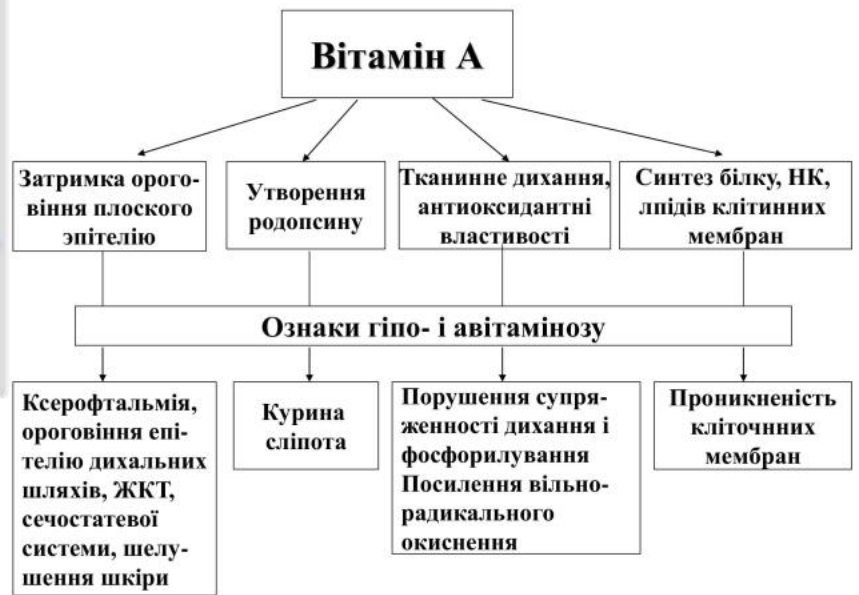 Вітамін А
Затримка орого-
віння плоского
эпітелію
Утворення
родопсину
Тканинне дихання,
антиоксидантні
властивості
Синтез білку, НК,
лпідів клітинних
мембран
Ознаки гіпо- і авітамінозу
Ксерофтальмія,
ороговіння епі-
телію дихальних
шляхів, ЖКТ,
сечостатевої
системи, шелу-
шення шкіри
Курина
сліпота
Порушення супря-
женності дихання і
фосфорилування
Посилення вільно-
радикального
окиснення
Проникненість
кліточнних
мембран